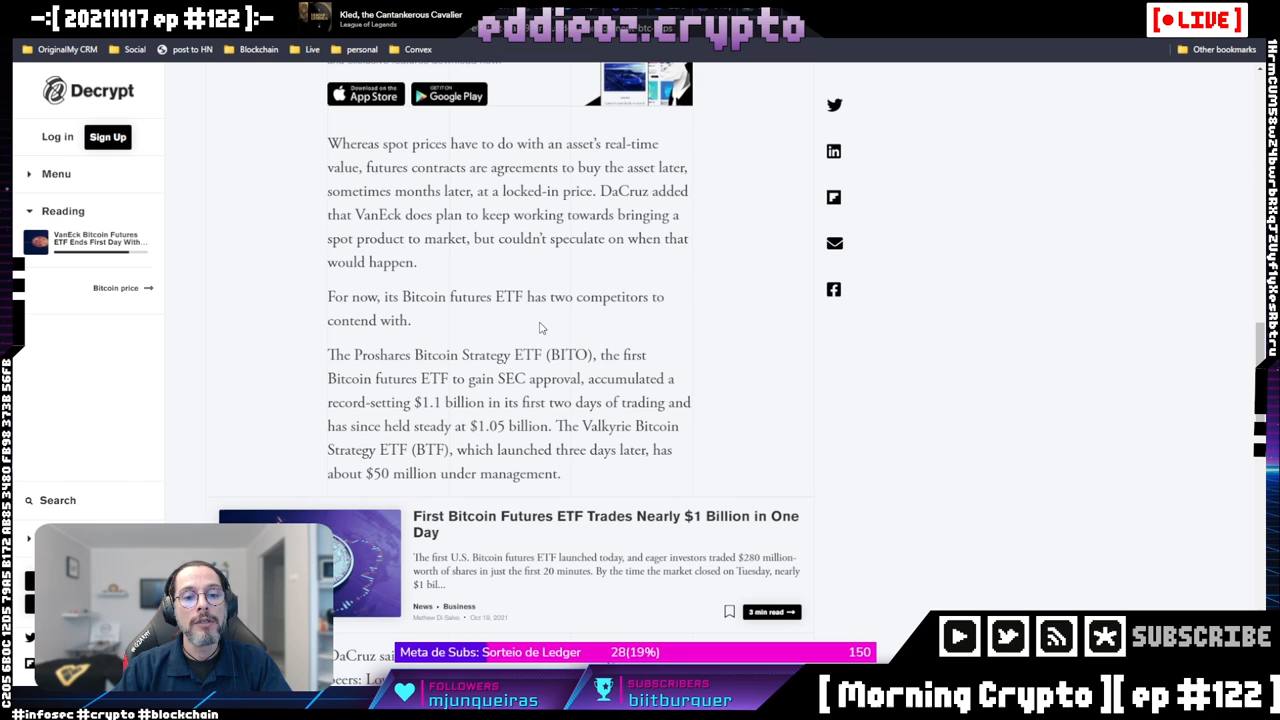 -:[ 20211117 ep #122 ]:-
Kled, the Cantankerous Cavalier
League of Legends
eddieoz.crypto
[ • LIVE ]
OriginalMy CRM
Social
post to HN
Blockchain
Live
personal
Convex
Other bookmarks
Decrypt
Log in
Sign Up
Menu
Reading
VanEck Bitcoin Futures
ETF Ends First Day With...
Bitcoin price →
Search
Download on the
App Store
GET IT ON
Google Play
Whereas spot prices have to do with an asset's real-time
value, futures contracts are agreements to buy the asset later,
sometimes months later, at a locked-in price. DaCruz added
that VanEck does plan to keep working towards bringing a
spot product to market, but couldn't speculate on when that
would happen.
For now, its Bitcoin futures ETF has two competitors to
contend with.
The Proshares Bitcoin Strategy ETF (BITO), the first
Bitcoin futures ETF to gain SEC approval, accumulated a
record-setting $1.1 billion in its first two days of trading and
has since held steady at $1.05 billion. The Valkyrie Bitcoin
Strategy ETF (BTF), which launched three days later, has
about $50 million under management.
First Bitcoin Futures ETF Trades Nearly $1 Billion in One
Day
The first U.S. Bitcoin futures ETF launched today, and eager investors traded $280 million-
worth of shares in just the first 20 minutes. By the time the market closed on Tuesday, nearly
$1 bil...
News • Business
Mathew Di Salvo • Oct 19, 2021
3 min read →
DaCruz sai
Meta de Subs: Sorteio de Ledger 28(19%) 150
FOLLOWERS
mjunqueiras
SUBSCRIBERS
biitburguer
SUBSCRIBE
[ Morning Crypto ][ ep #122 ]
#infosec #crypto #blockchain